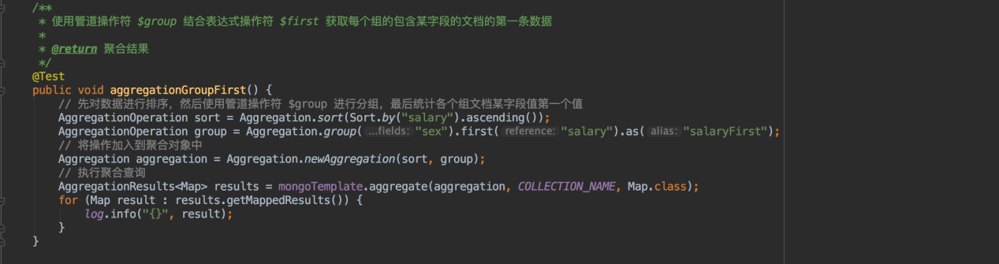 /**
 * 使用管道操作符 $group 结合表达式操作符 $first 获取每个组的包含某字段的文档的第一条数据
 *
 * @return 聚合结果
 */
@Test
public void aggregationGroupFirst() {
    // 先对数据进行排序，然后使用管道操作符 $group 进行分组，最后统计各个组文档某字段值第一个值
    AggregationOperation sort = Aggregation.sort(Sort.by("salary").ascending());
    AggregationOperation group = Aggregation.group( ...fields: "sex").first( reference: "salary").as( alias: "salaryFirst");
    // 将操作加入到聚合对象中
    Aggregation aggregation = Aggregation.newAggregation(sort, group);
    // 执行聚合查询
    AggregationResults<Map> results = mongoTemplate.aggregate(aggregation, COLLECTION_NAME, Map.class);
    for (Map result : results.getMappedResults()) {
        log.info("{}", result);
    }
}